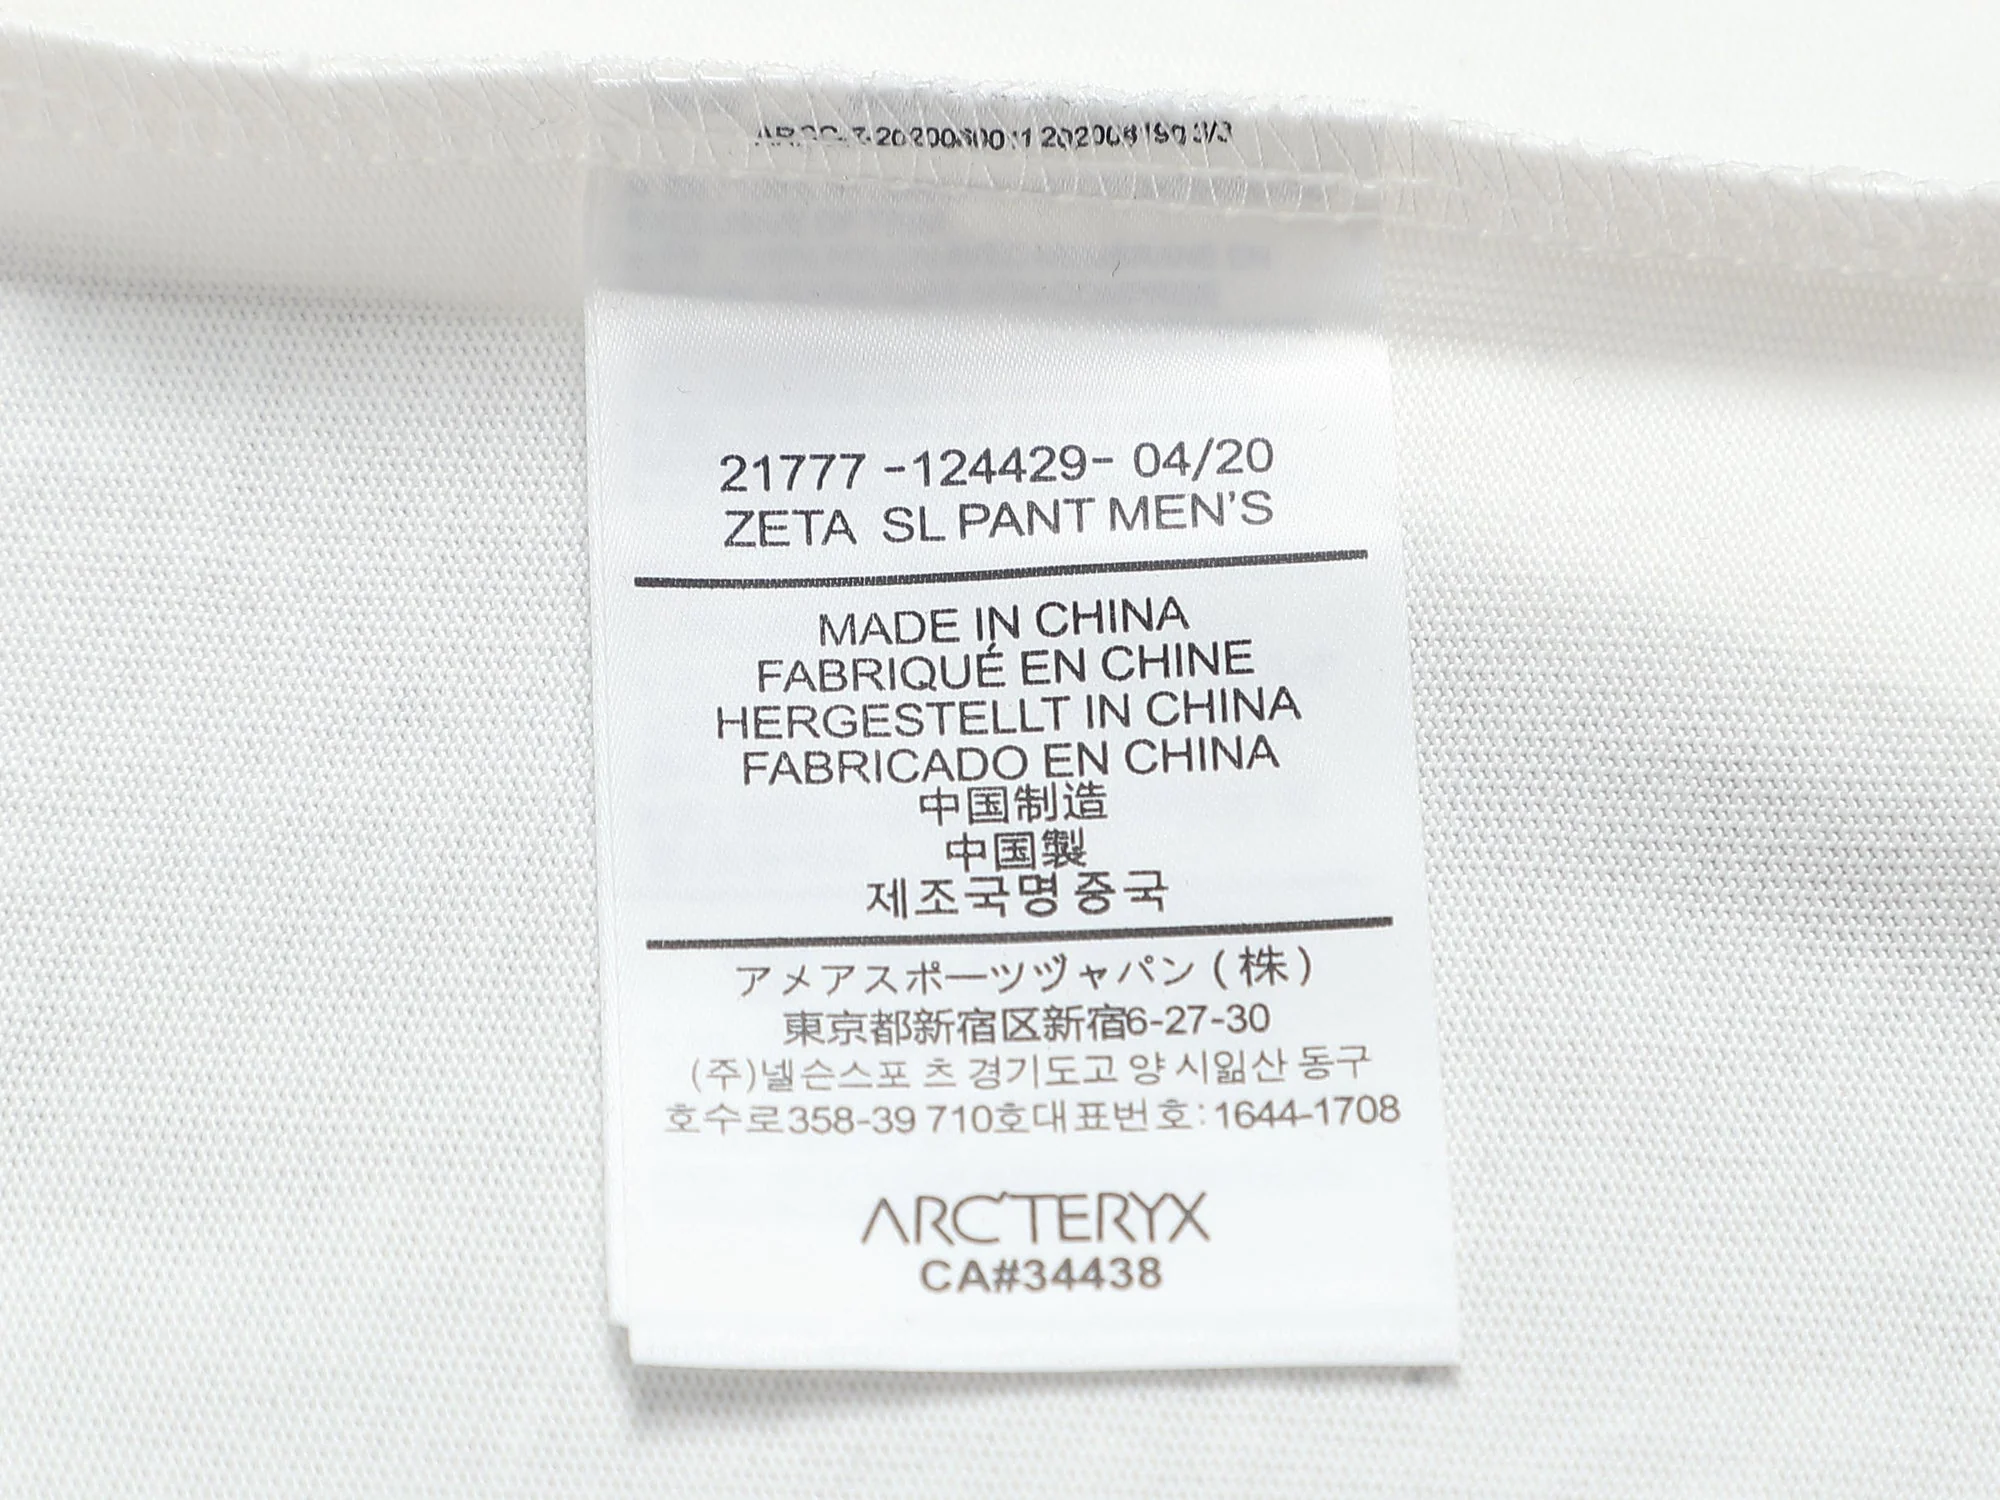 21777 -124429- 04/20
ZETA SL PANT MEN'S
MADE IN CHINA
FABRIQUÉ EN CHINE
HERGESTELLT IN CHINA
FABRICADO EN CHINA
中国制造
中国製
제조국명 중국
アメアスポーツヅャパン (株)
東京都新宿区新宿6-27-30
(주)넬슨스포 츠 경기도고 양 시잂산 동구
호수로358-39 710호대표번호: 1644-1708
ARC'TERYX
CA#34438